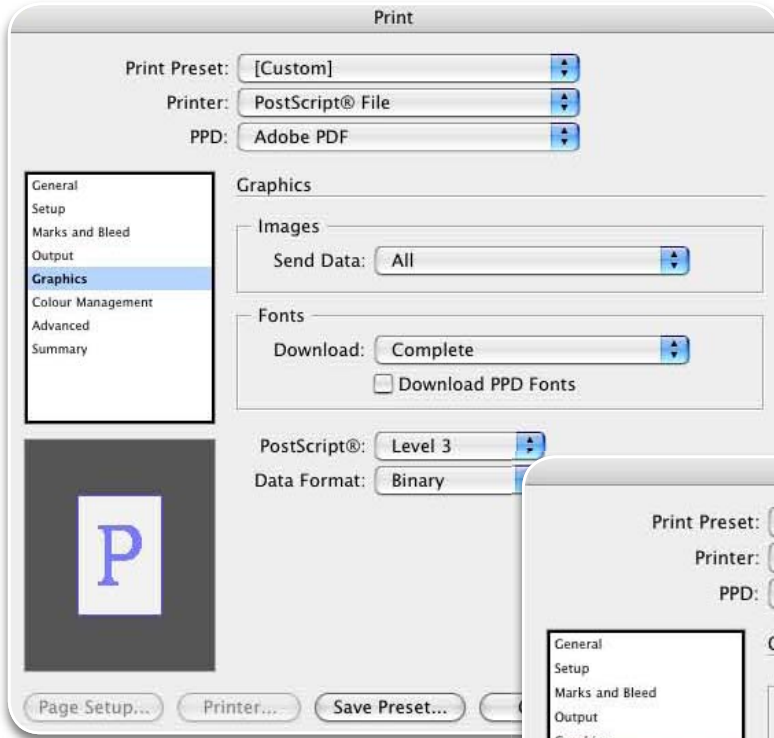 Print
Print Preset: [Custom]
Printer: PostScript® File
PPD: Adobe PDF
General
Setup
Marks and Bleed
Output
Graphics
Colour Management
Advanced
Summary
Graphics
Images
Send Data: All
Fonts
Download: Complete
Download PPD Fonts
PostScript®: Level 3
Data Format: Binary
P
Page Setup...
Printer...
Save Preset...
Print Preset:
Printer:
PPD:
General
Setup
Marks and Bleed
Output